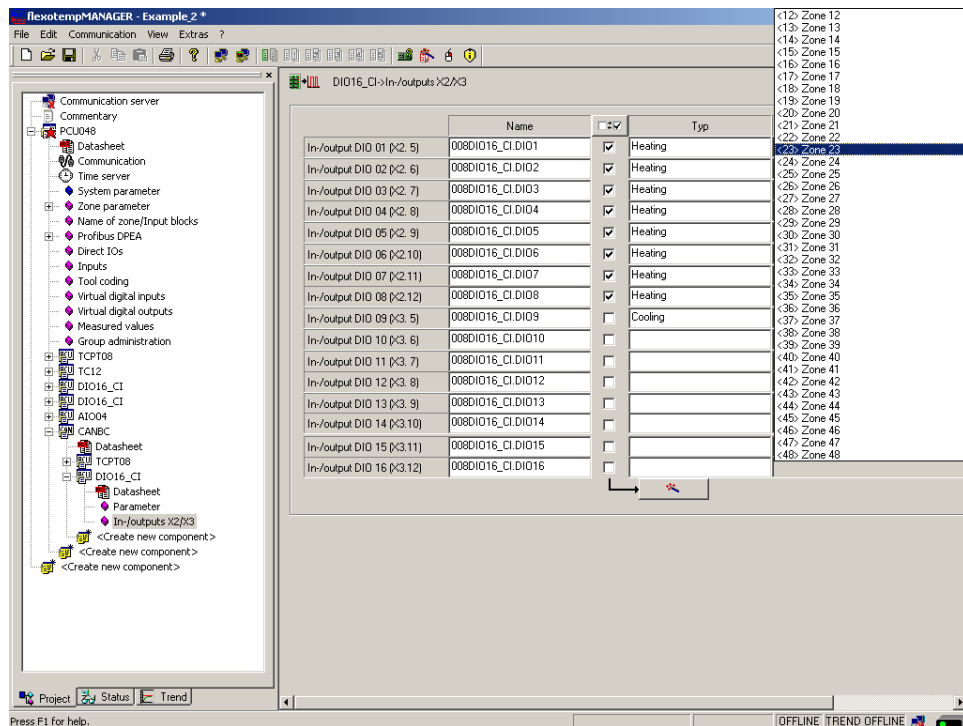 flexotempMANAGER - Example_2 *
File Edit Communication View Extras ?
DIO16_CI->In-/outputs X2/X3
Communication server
Commentary
PCU048
Datasheet
Communication
Time server
System parameter
Zone parameter
Name of zone/Input blocks
Profibus DPEA
Direct IOs
Inputs
Tool coding
Virtual digital inputs
Virtual digital outputs
Measured values
Group administration
TCPT08
TC12
DIO16_CI
DIO16_CI
AIO04
CANBC
Datasheet
TCPT08
DIO16_CI
Datasheet
Parameter
In-/outputs X2/X3
<Create new component>
<Create new component>
<Create new component>
Project Status Trend
Name Typ
In-/output DIO 01 (X2. 5) 008DIO16_CI.DIO1 Heating
In-/output DIO 02 (X2. 6) 008DIO16_CI.DIO2 Heating
In-/output DIO 03 (X2. 7) 008DIO16_CI.DIO3 Heating
In-/output DIO 04 (X2. 8) 008DIO16_CI.DIO4 Heating
In-/output DIO 05 (X2. 9) 008DIO16_CI.DIO5 Heating
In-/output DIO 06 (X2.10) 008DIO16_CI.DIO6 Heating
In-/output DIO 07 (X2.11) 008DIO16_CI.DIO7 Heating
In-/output DIO 08 (X2.12) 008DIO16_CI.DIO8 Heating
In-/output DIO 09 (X3. 5) 008DIO16_CI.DIO9 Cooling
In-/output DIO 10 (X3. 6) 008DIO16_CI.DIO10
In-/output DIO 11 (X3. 7) 008DIO16_CI.DIO11
In-/output DIO 12 (X3. 8) 008DIO16_CI.DIO12
In-/output DIO 13 (X3. 9) 008DIO16_CI.DIO13
In-/output DIO 14 (X3.10) 008DIO16_CI.DIO14
In-/output DIO 15 (X3.11) 008DIO16_CI.DIO15
In-/output DIO 16 (X3.12) 008DIO16_CI.DIO16
<12> Zone 12
<13> Zone 13
<14> Zone 14
<15> Zone 15
<16> Zone 16
<17> Zone 17
<18> Zone 18
<19> Zone 19
<20> Zone 20
<21> Zone 21
<22> Zone 22
<23> Zone 23
<24> Zone 24
<25> Zone 25
<26> Zone 26
<27> Zone 27
<28> Zone 28
<29> Zone 29
<30> Zone 30
<31> Zone 31
<32> Zone 32
<33> Zone 33
<34> Zone 34
<35> Zone 35
<36> Zone 36
<37> Zone 37
<38> Zone 38
<39> Zone 39
<40> Zone 40
<41> Zone 41
<42> Zone 42
<43> Zone 43
<44> Zone 44
<45> Zone 45
<46> Zone 46
<47> Zone 47
<48> Zone 48
Press F1 for help.
OFFLINE TREND OFFLINE